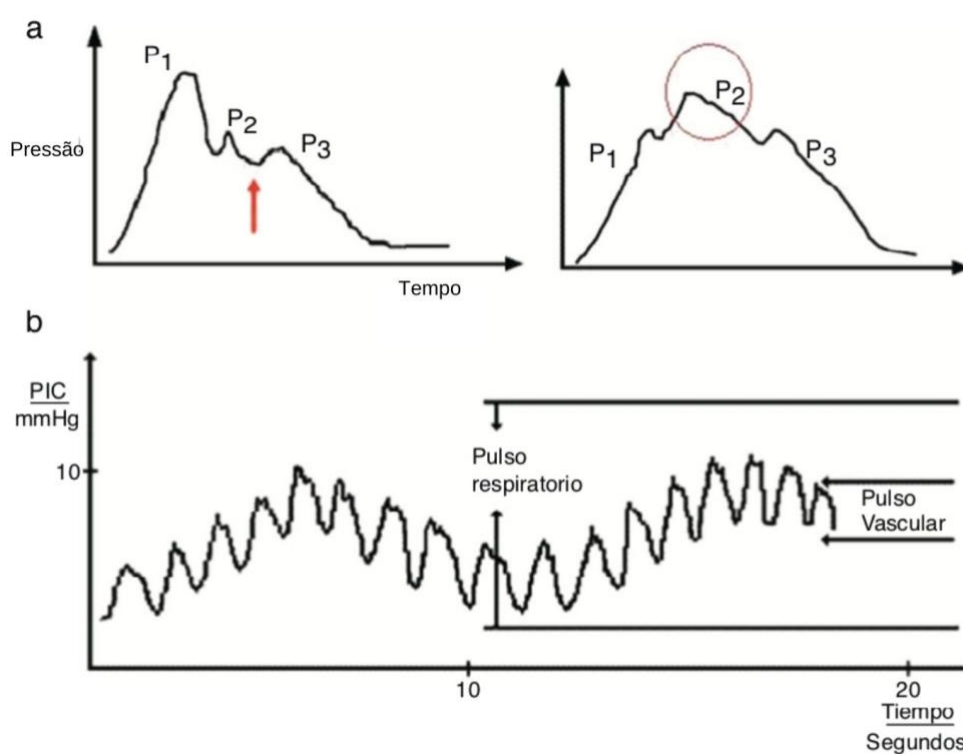 a
P1
P2
P3
Pressão
Tempo
P1
P2
P3
b
PIC
mmHg
10
Pulso
respiratorio
Pulso
Vascular
10
20
Tiempo
Segundos